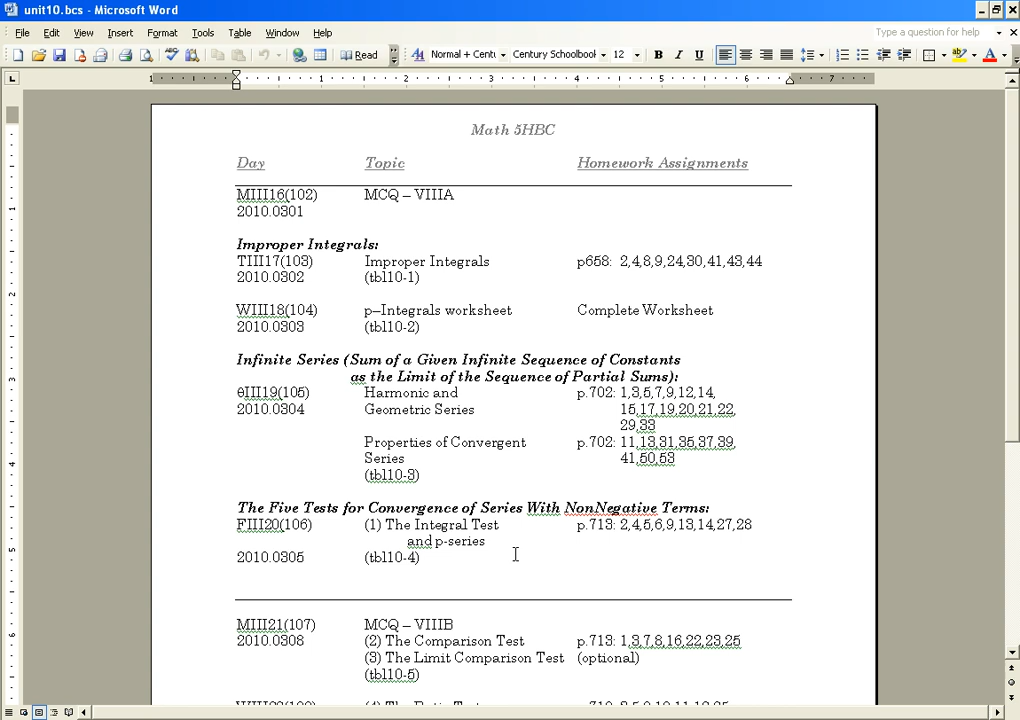 unit10.bcs - Microsoft Word
File Edit View Insert Format Tools Table Window Help Type a question for help
Read Normal + Cent Century Schoolbook 12 B I U
1 1 2 3 4 5 6 7
Math 5HBC
Day Topic Homework Assignments
MIII16(102) MCQ – VIIIA
2010.0301
Improper Integrals:
TIII17(103) Improper Integrals p658: 2,4,8,9,24,30,41,43,44
2010.0302 (tbl10-1)
WIII18(104) p–Integrals worksheet Complete Worksheet
2010.0303 (tbl10-2)
Infinite Series (Sum of a Given Infinite Sequence of Constants
as the Limit of the Sequence of Partial Sums):
θIII19(105) Harmonic and p.702: 1,3,5,7,9,12,14,
2010.0304 Geometric Series 15,17,19,20,21,22,
29,33
Properties of Convergent p.702: 11,13,31,35,37,39,
Series 41,50,53
(tbl10-3)
The Five Tests for Convergence of Series With NonNegative Terms:
FIII20(106) (1) The Integral Test p.713: 2,4,5,6,9,13,14,27,28
and p-series
2010.0305 (tbl10-4)
MIII21(107) MCQ – VIIIB
2010.0308 (2) The Comparison Test p.713: 1,3,7,8,16,22,23,25
(3) The Limit Comparison Test (optional)
(tbl10-5)